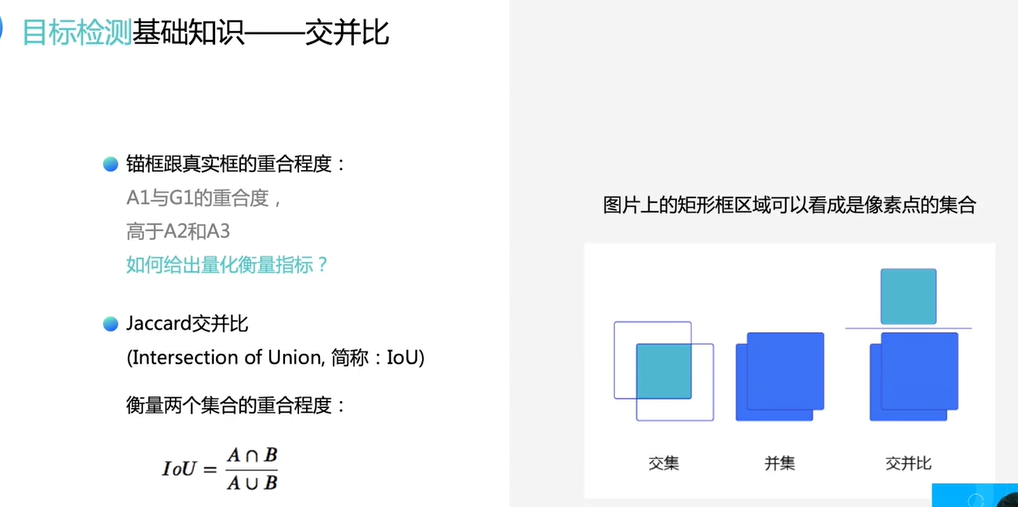 目标检测基础知识——交并比
锚框跟真实框的重合程度：
A1与G1的重合度，
高于A2和A3
如何给出量化衡量指标？
Jaccard交并比
(Intersection of Union, 简称：IoU)
衡量两个集合的重合程度：
IoU = A ∩ B / A ∪ B
图片上的矩形框区域可以看成是像素点的集合
交集 并集 交并比